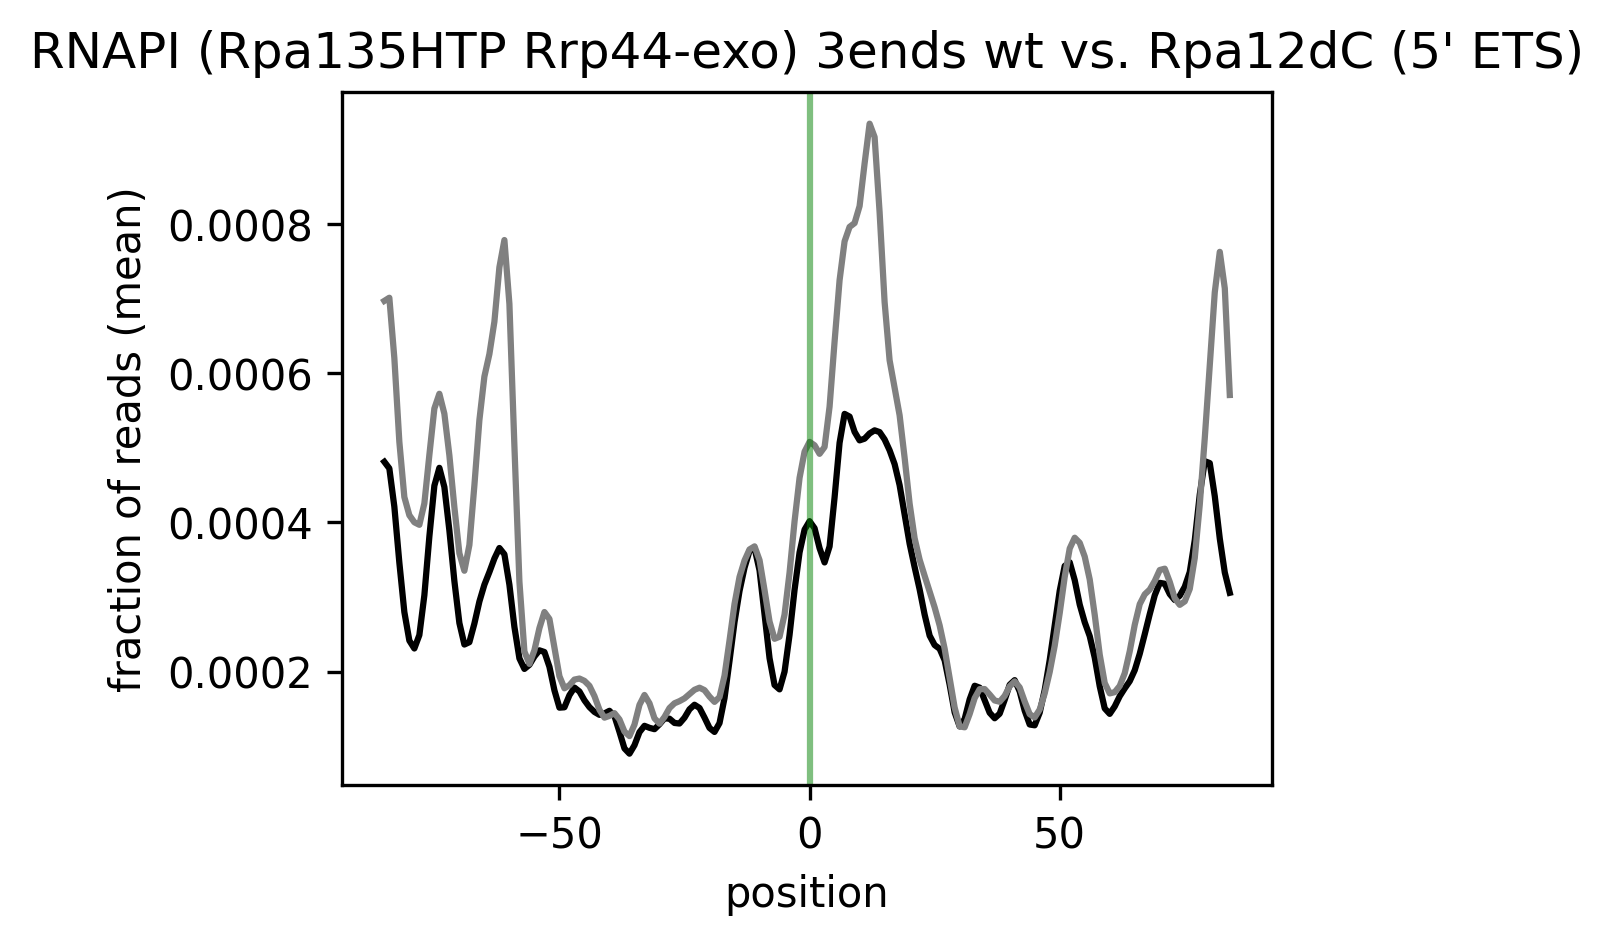 RNAPI (Rpa135HTP Rrp44-exo) 3ends wt vs. Rpa12dC (5' ETS)
fraction of reads (mean)
0.0008
0.0006
0.0004
0.0002
−50
0
50
position